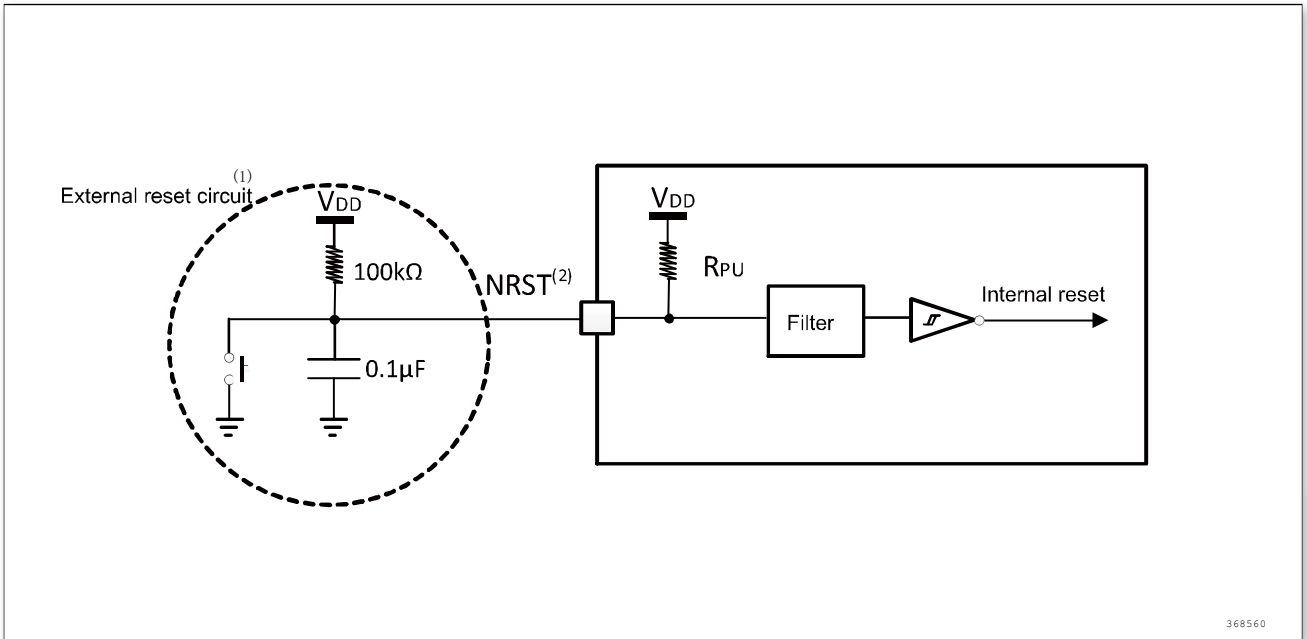 (1)
External reset circuit
VDD
100kΩ
0.1μF
NRST(2)
VDD
RPU
Filter
Internal reset
368560